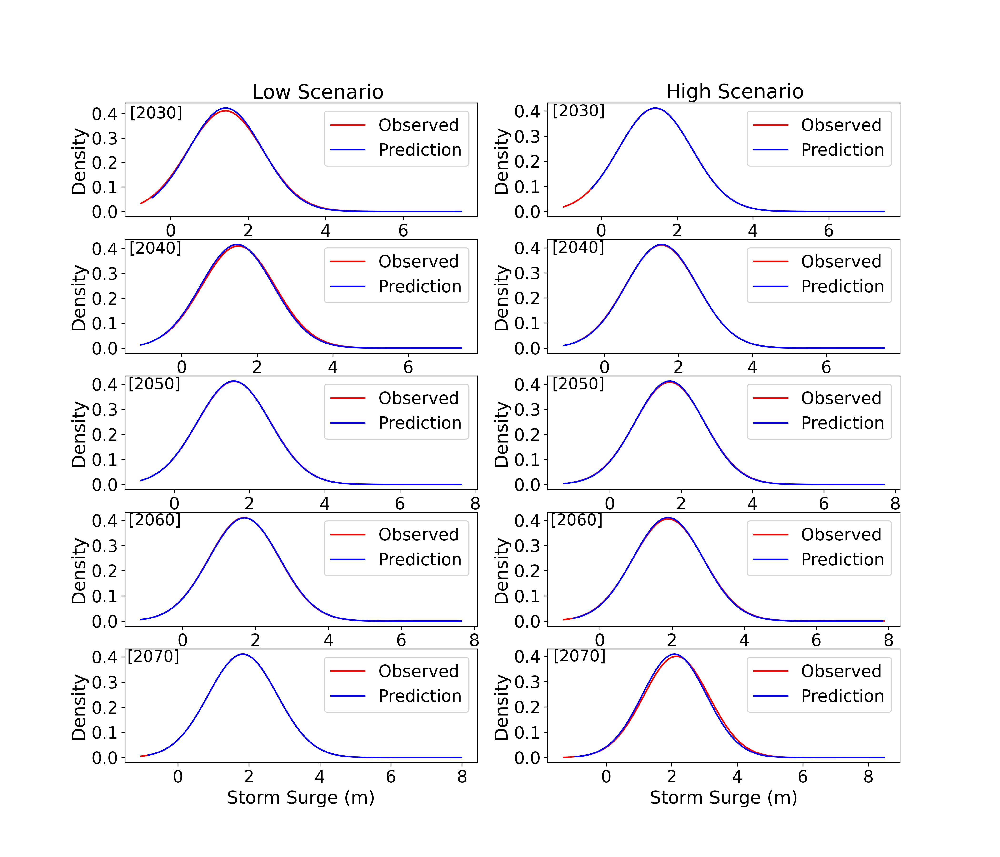 Low Scenario
[2030]
Density
0.4
0.3
0.2
0.1
0.0
0 2 4 6
Observed
Prediction
High Scenario
[2030]
Density
0.4
0.3
0.2
0.1
0.0
0 2 4 6
Observed
Prediction
[2040]
Density
0.4
0.3
0.2
0.1
0.0
0 2 4 6
Observed
Prediction
[2040]
Density
0.4
0.3
0.2
0.1
0.0
0 2 4 6
Observed
Prediction
[2050]
Density
0.4
0.3
0.2
0.1
0.0
0 2 4 6 8
Observed
Prediction
[2050]
Density
0.4
0.3
0.2
0.1
0.0
0 2 4 6 8
Observed
Prediction
[2060]
Density
0.4
0.3
0.2
0.1
0.0
0 2 4 6 8
Observed
Prediction
[2060]
Density
0.4
0.3
0.2
0.1
0.0
0 2 4 6 8
Observed
Prediction
[2070]
Density
0.4
0.3
0.2
0.1
0.0
0 2 4 6 8
Observed
Prediction
Storm Surge (m)
[2070]
Density
0.4
0.3
0.2
0.1
0.0
0 2 4 6 8
Observed
Prediction
Storm Surge (m)